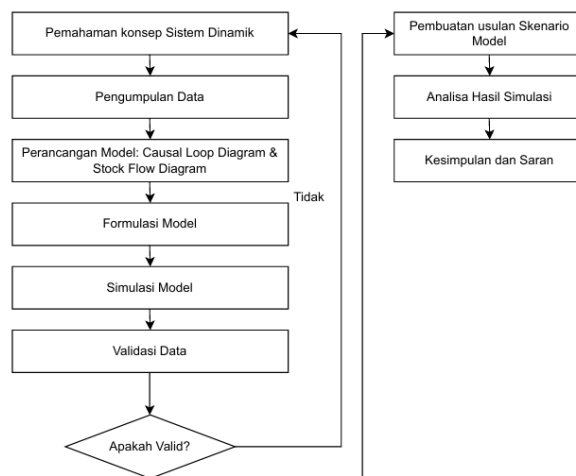 Pemahaman konsep Sistem Dinamik
Pengumpulan Data
Perancangan Model: Causal Loop Diagram &
Stock Flow Diagram
Formulasi Model
Simulasi Model
Validasi Data
Apakah Valid?
Tidak
Pembuatan usulan Skenario
Model
Analisa Hasil Simulasi
Kesimpulan dan Saran